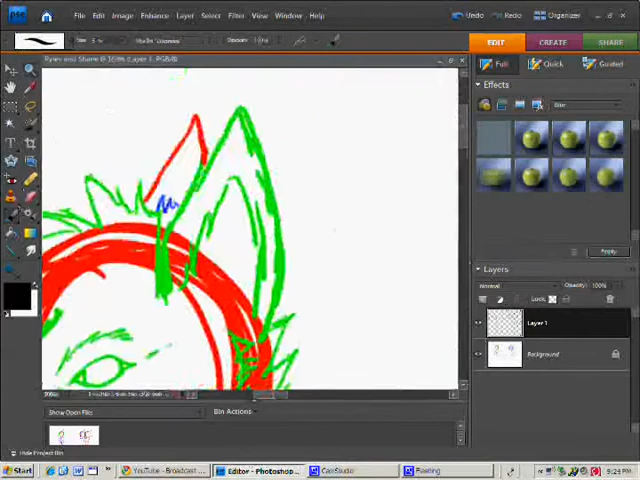 pse File Edit Image Enhance Layer Select Filter View Window Help Undo Redo Organizer
EDIT CREATE SHARE
Full Quick Guided
Effects
Apply
Layers
Normal Opacity: 100%
Lock:
Layer 1
Background
Show Open Files Bin Actions
Hide Project Bin
Start YouTube - Broadcast ... Editor - Photoshop... CamStudio 9:29 PM